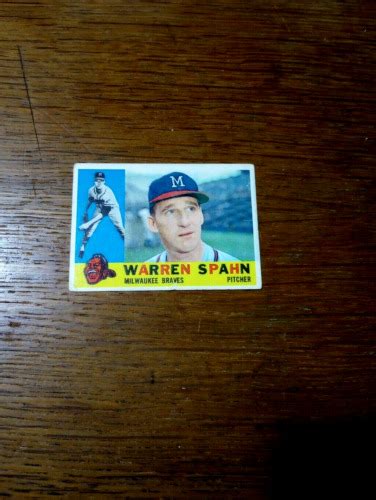 M
WARREN SPAHN
MILWAUKEE BRAVES PITCHER